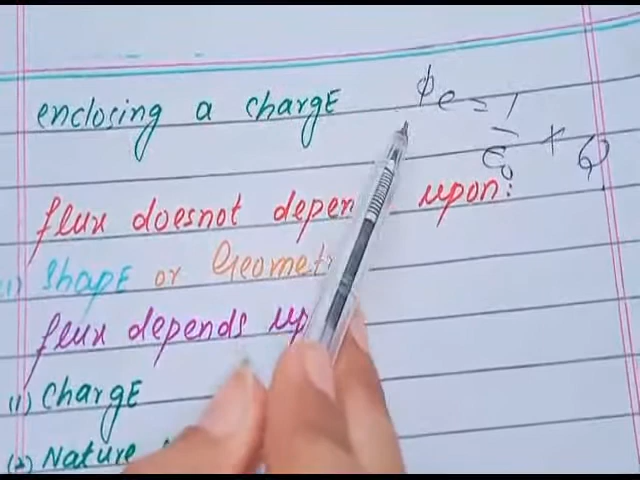 enclosing a chargE
ϕe = 1/ε0 + Q
flux doesnot depen upon:
(1) ShapE or Geomet
flux depends up
(1) ChargE
(2) Nature